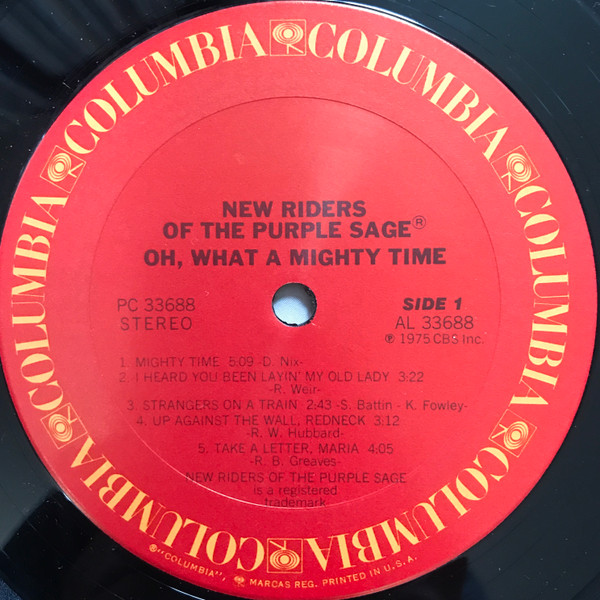 COLUMBIA COLUMBIA COLUMBIA COLUMBIA COLUMBIA COLUMBIA
NEW RIDERS
OF THE PURPLE SAGE®
OH, WHAT A MIGHTY TIME
PC 33688
STEREO
SIDE 1
AL 33688
℗ 1975 CBS Inc.
1. MIGHTY TIME 5:09 -D. Nix-
2. I HEARD YOU BEEN LAYIN' MY OLD LADY 3:22
-R. Weir-
3. STRANGERS ON A TRAIN 2:43 -S. Battin - K. Fowley-
4. UP AGAINST THE WALL, REDNECK 3:12
-R. W. Hubbard-
5. TAKE A LETTER, MARIA 4:05
-R. B. Greaves-
NEW RIDERS OF THE PURPLE SAGE
is a registered
trademark
®"COLUMBIA", MARCAS REG. PRINTED IN U.S.A.